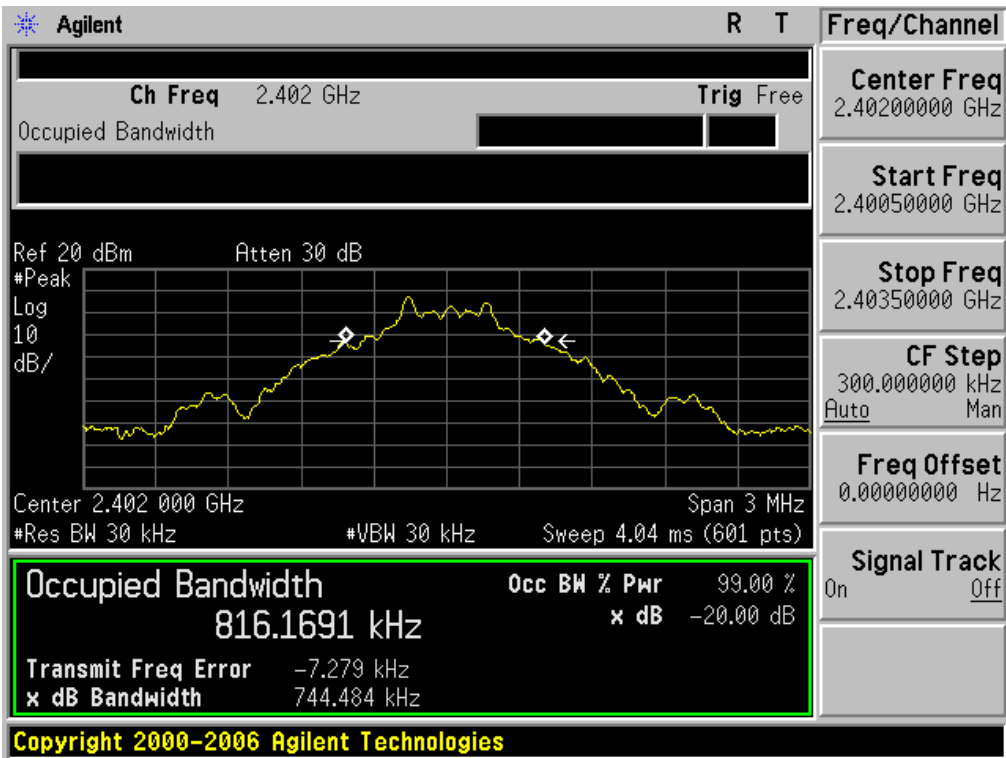 Agilent R T
Ch Freq 2.402 GHz Trig Free
Occupied Bandwidth
Ref 20 dBm Atten 30 dB
#Peak
Log
10
dB/
Center 2.402 000 GHz Span 3 MHz
#Res BW 30 kHz #VBW 30 kHz Sweep 4.04 ms (601 pts)
Occupied Bandwidth Occ BW % Pwr 99.00 %
816.1691 kHz x dB -20.00 dB
Transmit Freq Error -7.279 kHz
x dB Bandwidth 744.484 kHz
Copyright 2000-2006 Agilent Technologies
Freq/Channel
Center Freq
2.40200000 GHz
Start Freq
2.40050000 GHz
Stop Freq
2.40350000 GHz
CF Step
300.000000 kHz
Auto Man
Freq Offset
0.00000000 Hz
Signal Track
On Off